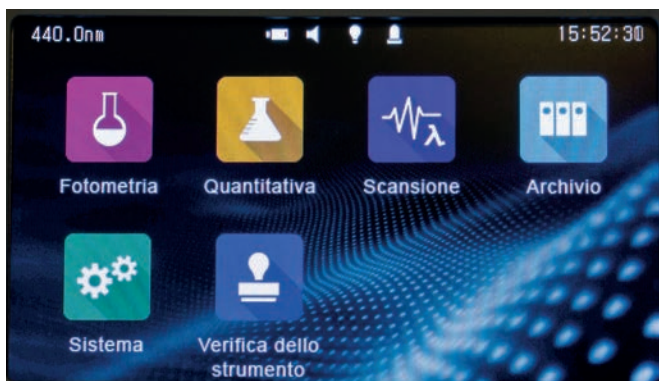 440.0nm 15:52:30
Fotometria Quantitativa Scansione Archivio
λ
Sistema Verifica dello
strumento